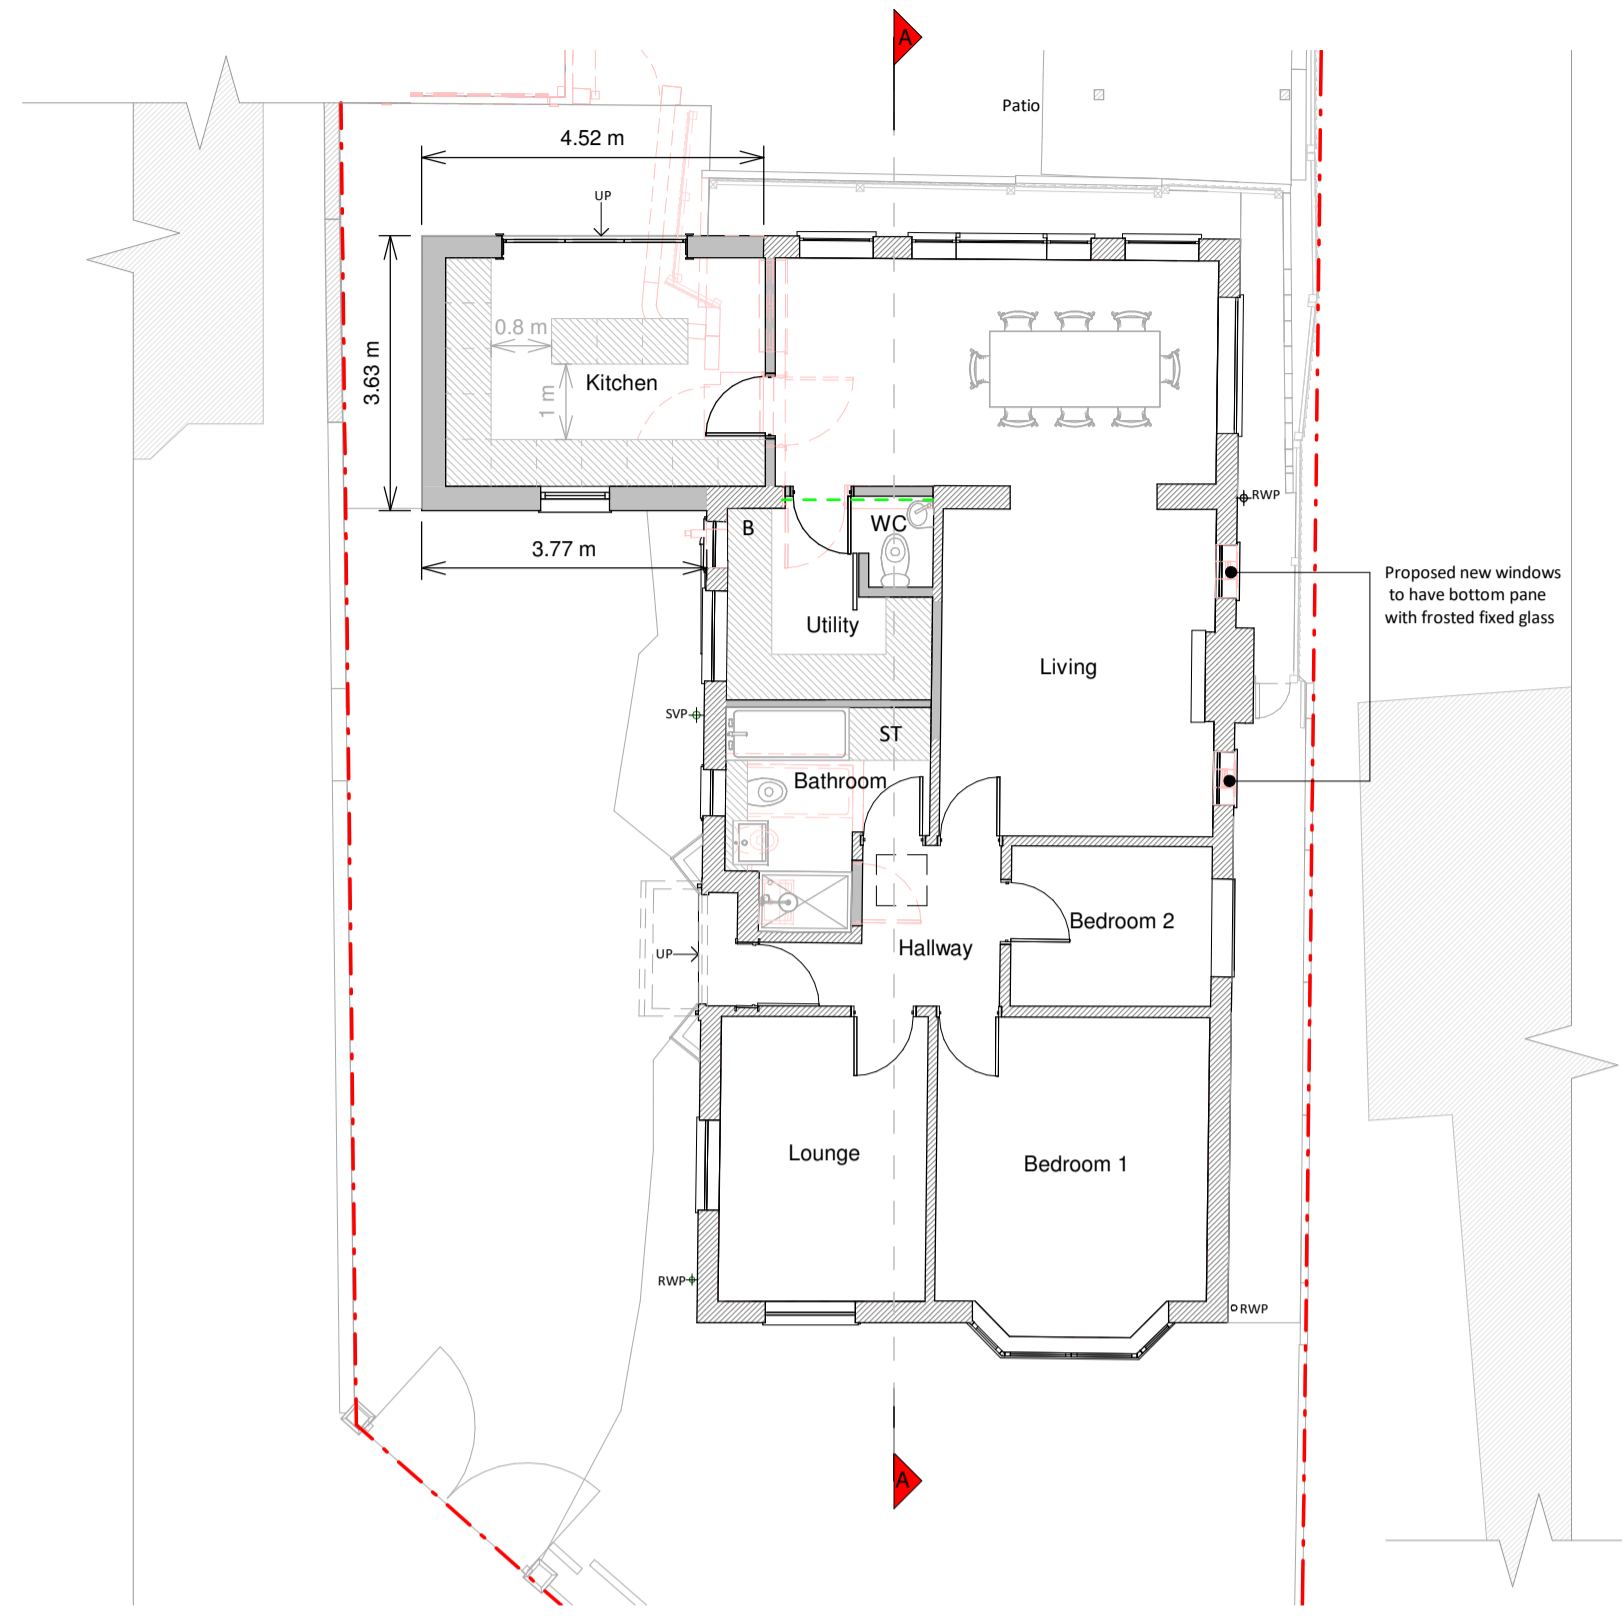 A
Patio
4.52 m
UP
0.8 m
3.63 m
Kitchen
1 m
RWP
WC
B
3.77 m
Proposed new windows
to have bottom pane
with frosted fixed glass
Utility
Living
SVP
ST
Bathroom
Bedroom 2
Hallway
UP
Lounge
Bedroom 1
RWP
RWP
A